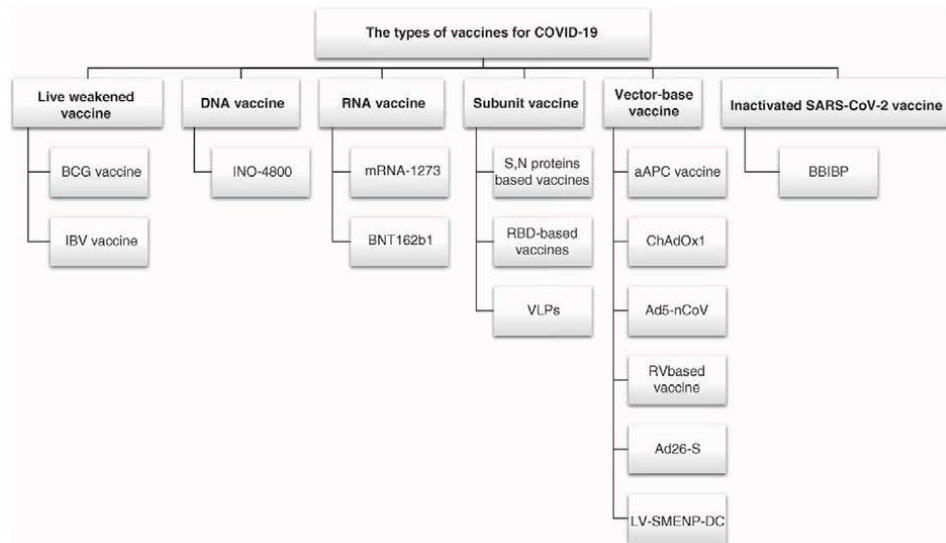 The types of vaccines for COVID-19
Live weakened
vaccine
DNA vaccine
RNA vaccine
Subunit vaccine
Vector-base
vaccine
Inactivated SARS-CoV-2 vaccine
BCG vaccine
INO-4800
mRNA-1273
S,N proteins
based vaccines
aAPC vaccine
BBIBP
IBV vaccine
BNT162b1
RBD-based
vaccines
ChAdOx1
VLPs
Ad5-nCoV
RVbased
vaccine
Ad26-S
LV-SMENP-DC